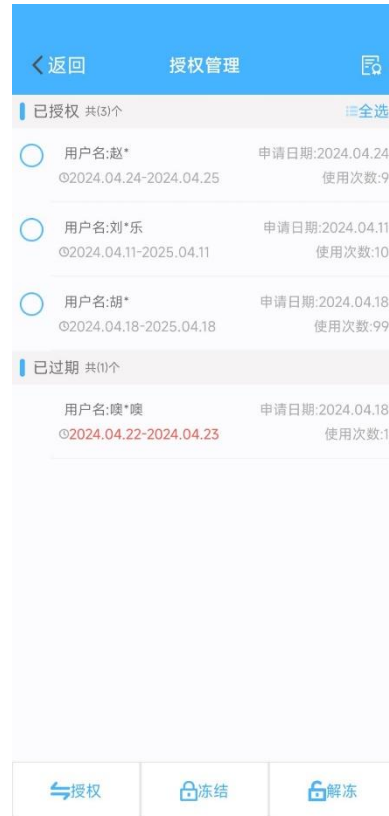 返回 授权管理
已授权 共(3)个 全选
用户名:赵* 申请日期:2024.04.24
2024.04.24-2024.04.25 使用次数:9
用户名:刘*乐 申请日期:2024.04.11
2024.04.11-2025.04.11 使用次数:10
用户名:胡* 申请日期:2024.04.18
2024.04.18-2025.04.18 使用次数:99
已过期 共(1)个
用户名:噢*噢 申请日期:2024.04.18
2024.04.22-2024.04.23 使用次数:1
授权 冻结 解冻